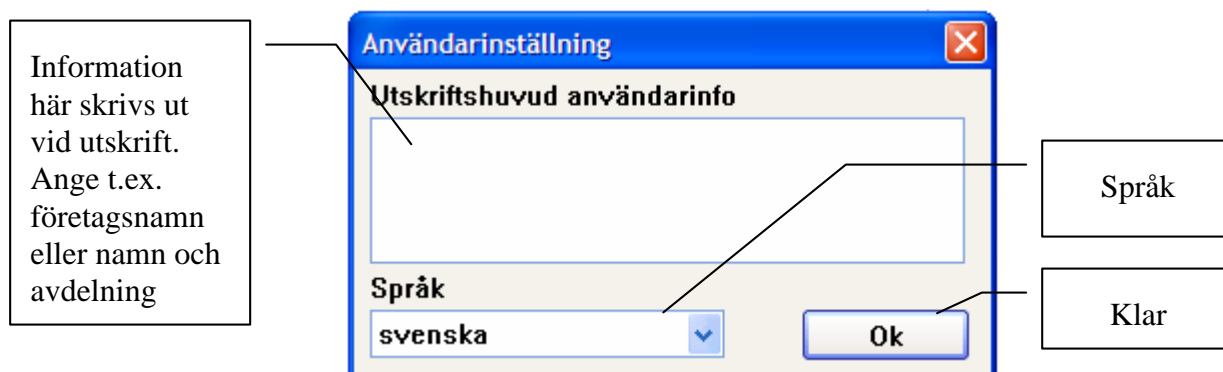 Information
här skrivs ut
vid utskrift.
Ange t.ex.
företagsnamn
eller namn och
avdelning
Användarinställning
Utskriftshuvud användarinfo
Språk
svenska
Ok
Språk
Klar